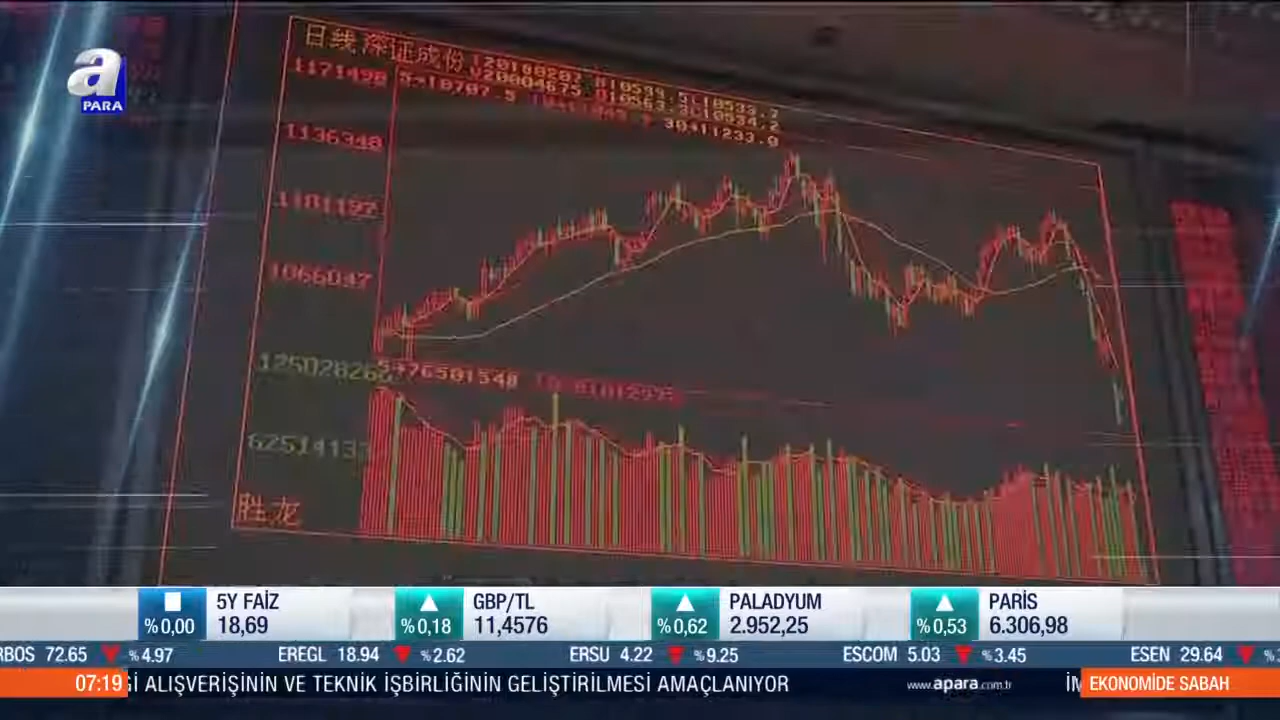 a
PARA
日线 深证成份
1171498
1136348
1101197
1066047
125028266
62514133
胜龙
5Y FAİZ
%0,00 18,69
GBP/TL
%0,18 11,4576
PALADYUM
%0,62 2.952,25
PARİS
%0,53 6.306,98
RBOS 72.65 %4.97 EREGL 18.94 %2.62 ERSU 4.22 %9.25 ESCOM 5.03 %3.45 ESEN 29.64
07:19 Gİ ALIŞVERİŞİNİN VE TEKNİK İŞBİRLİĞİNİN GELİŞTİRİLMESİ AMAÇLANIYOR www.apara.com.tr EKONOMİDE SABAH